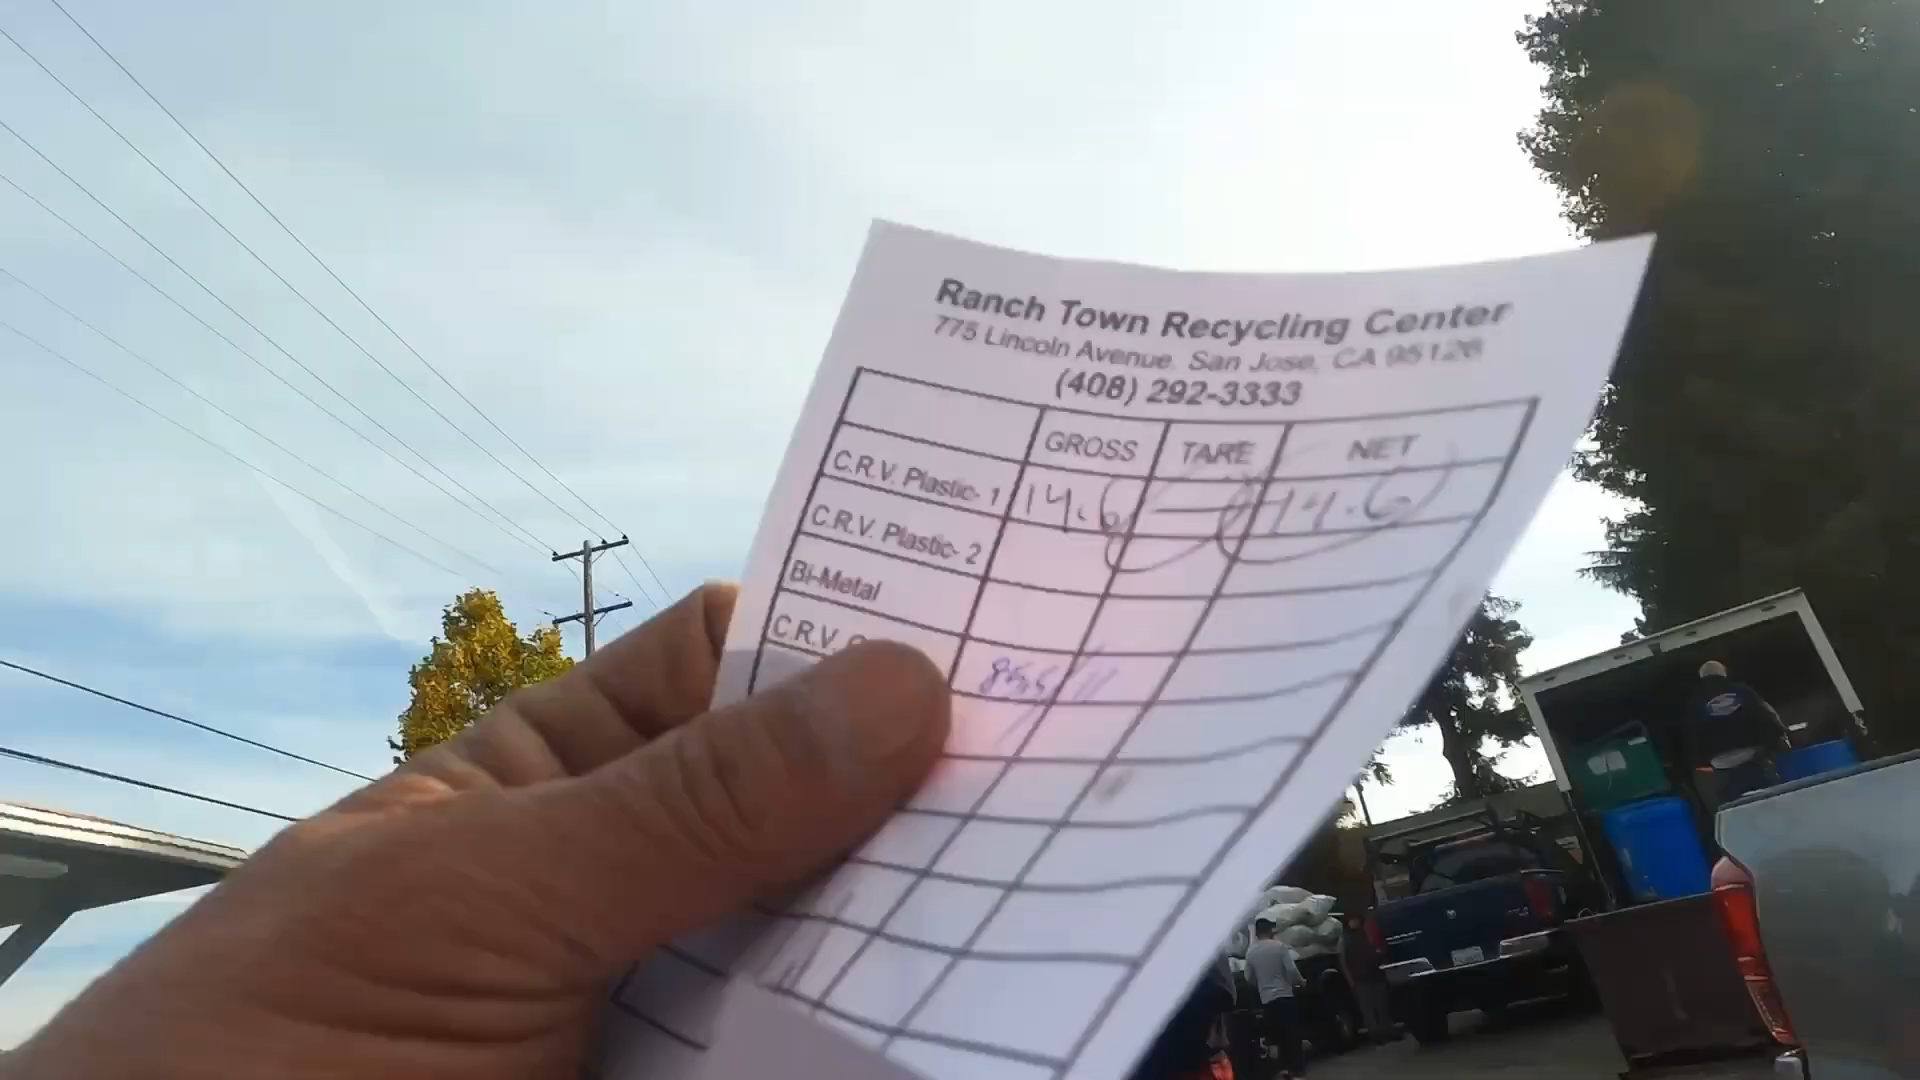 Ranch Town Recycling Center
775 Lincoln Avenue, San Jose, CA 95126
(408) 292-3333
GROSS TARE NET
C.R.V. Plastic- 1 14.6 14.6
C.R.V. Plastic- 2
Bi-Metal
C.R.V.